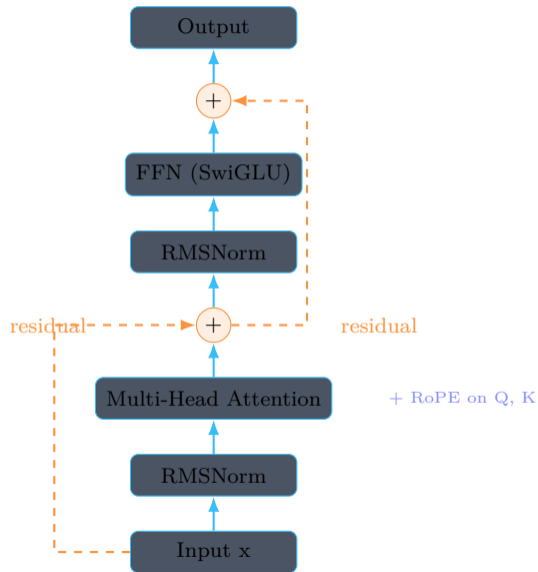 Output
+
FFN (SwiGLU)
RMSNorm
residual
+
residual
Multi-Head Attention
+ RoPE on Q, K
RMSNorm
Input x